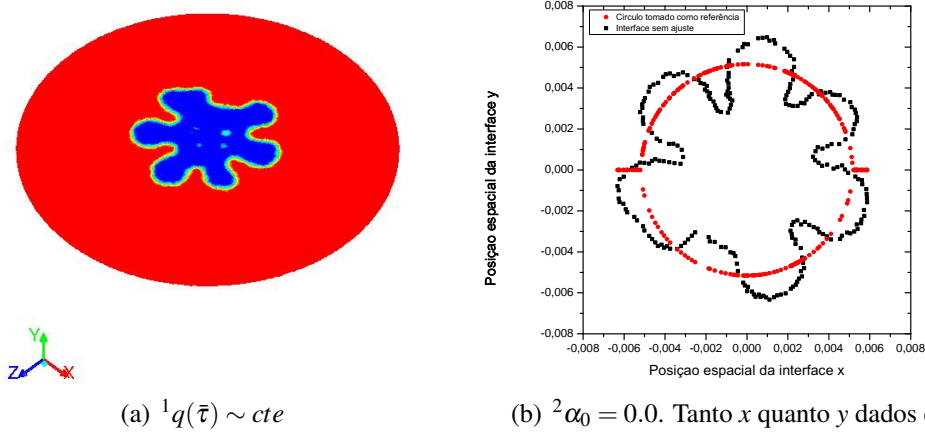 Circulo tomado como referência
Interface sem ajuste
0,008
0,006
0,004
0,002
0,000
-0,002
-0,004
-0,006
-0,008
Posiçao espacial da interface y
-0,008 -0,006 -0,004 -0,002 0,000 0,002 0,004 0,006 0,008
Posiçao espacial da interface x
Y
Z
X
(a) ¹q(τ̄) ∼ cte
(b) ²α₀ = 0.0. Tanto x quanto y dados